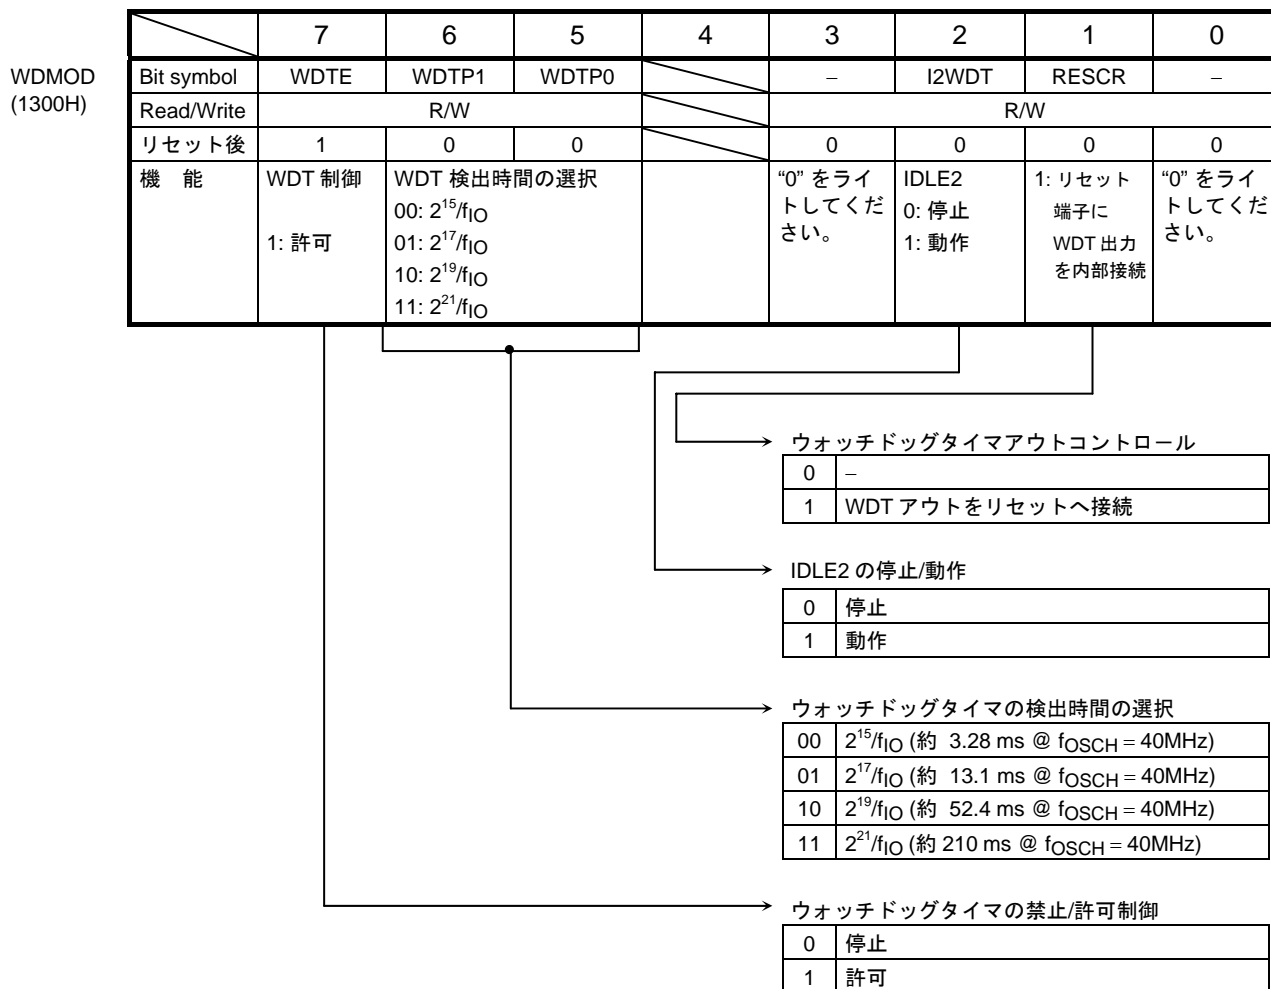 7 6 5 4 3 2 1 0
WDMOD
(1300H)
Bit symbol WDTE WDTP1 WDTP0 – I2WDT RESCR –
Read/Write R/W R/W
リセット後 1 0 0 0 0 0 0
機 能
WDT 制御
1: 許可
WDT 検出時間の選択
00: 2^15/fIO
01: 2^17/fIO
10: 2^19/fIO
11: 2^21/fIO
“0” をライ
トしてくだ
さい。
IDLE2
0: 停止
1: 動作
1: リセット
端子に
WDT 出力
を内部接続
“0” をライ
トしてくだ
さい。
ウォッチドッグタイマアウトコントロール
0 –
1 WDT アウトをリセットへ接続
IDLE2 の停止/動作
0 停止
1 動作
ウォッチドッグタイマの検出時間の選択
00 2^15/fIO (約 3.28 ms @ fOSCH = 40MHz)
01 2^17/fIO (約 13.1 ms @ fOSCH = 40MHz)
10 2^19/fIO (約 52.4 ms @ fOSCH = 40MHz)
11 2^21/fIO (約 210 ms @ fOSCH = 40MHz)
ウォッチドッグタイマの禁止/許可制御
0 停止
1 許可